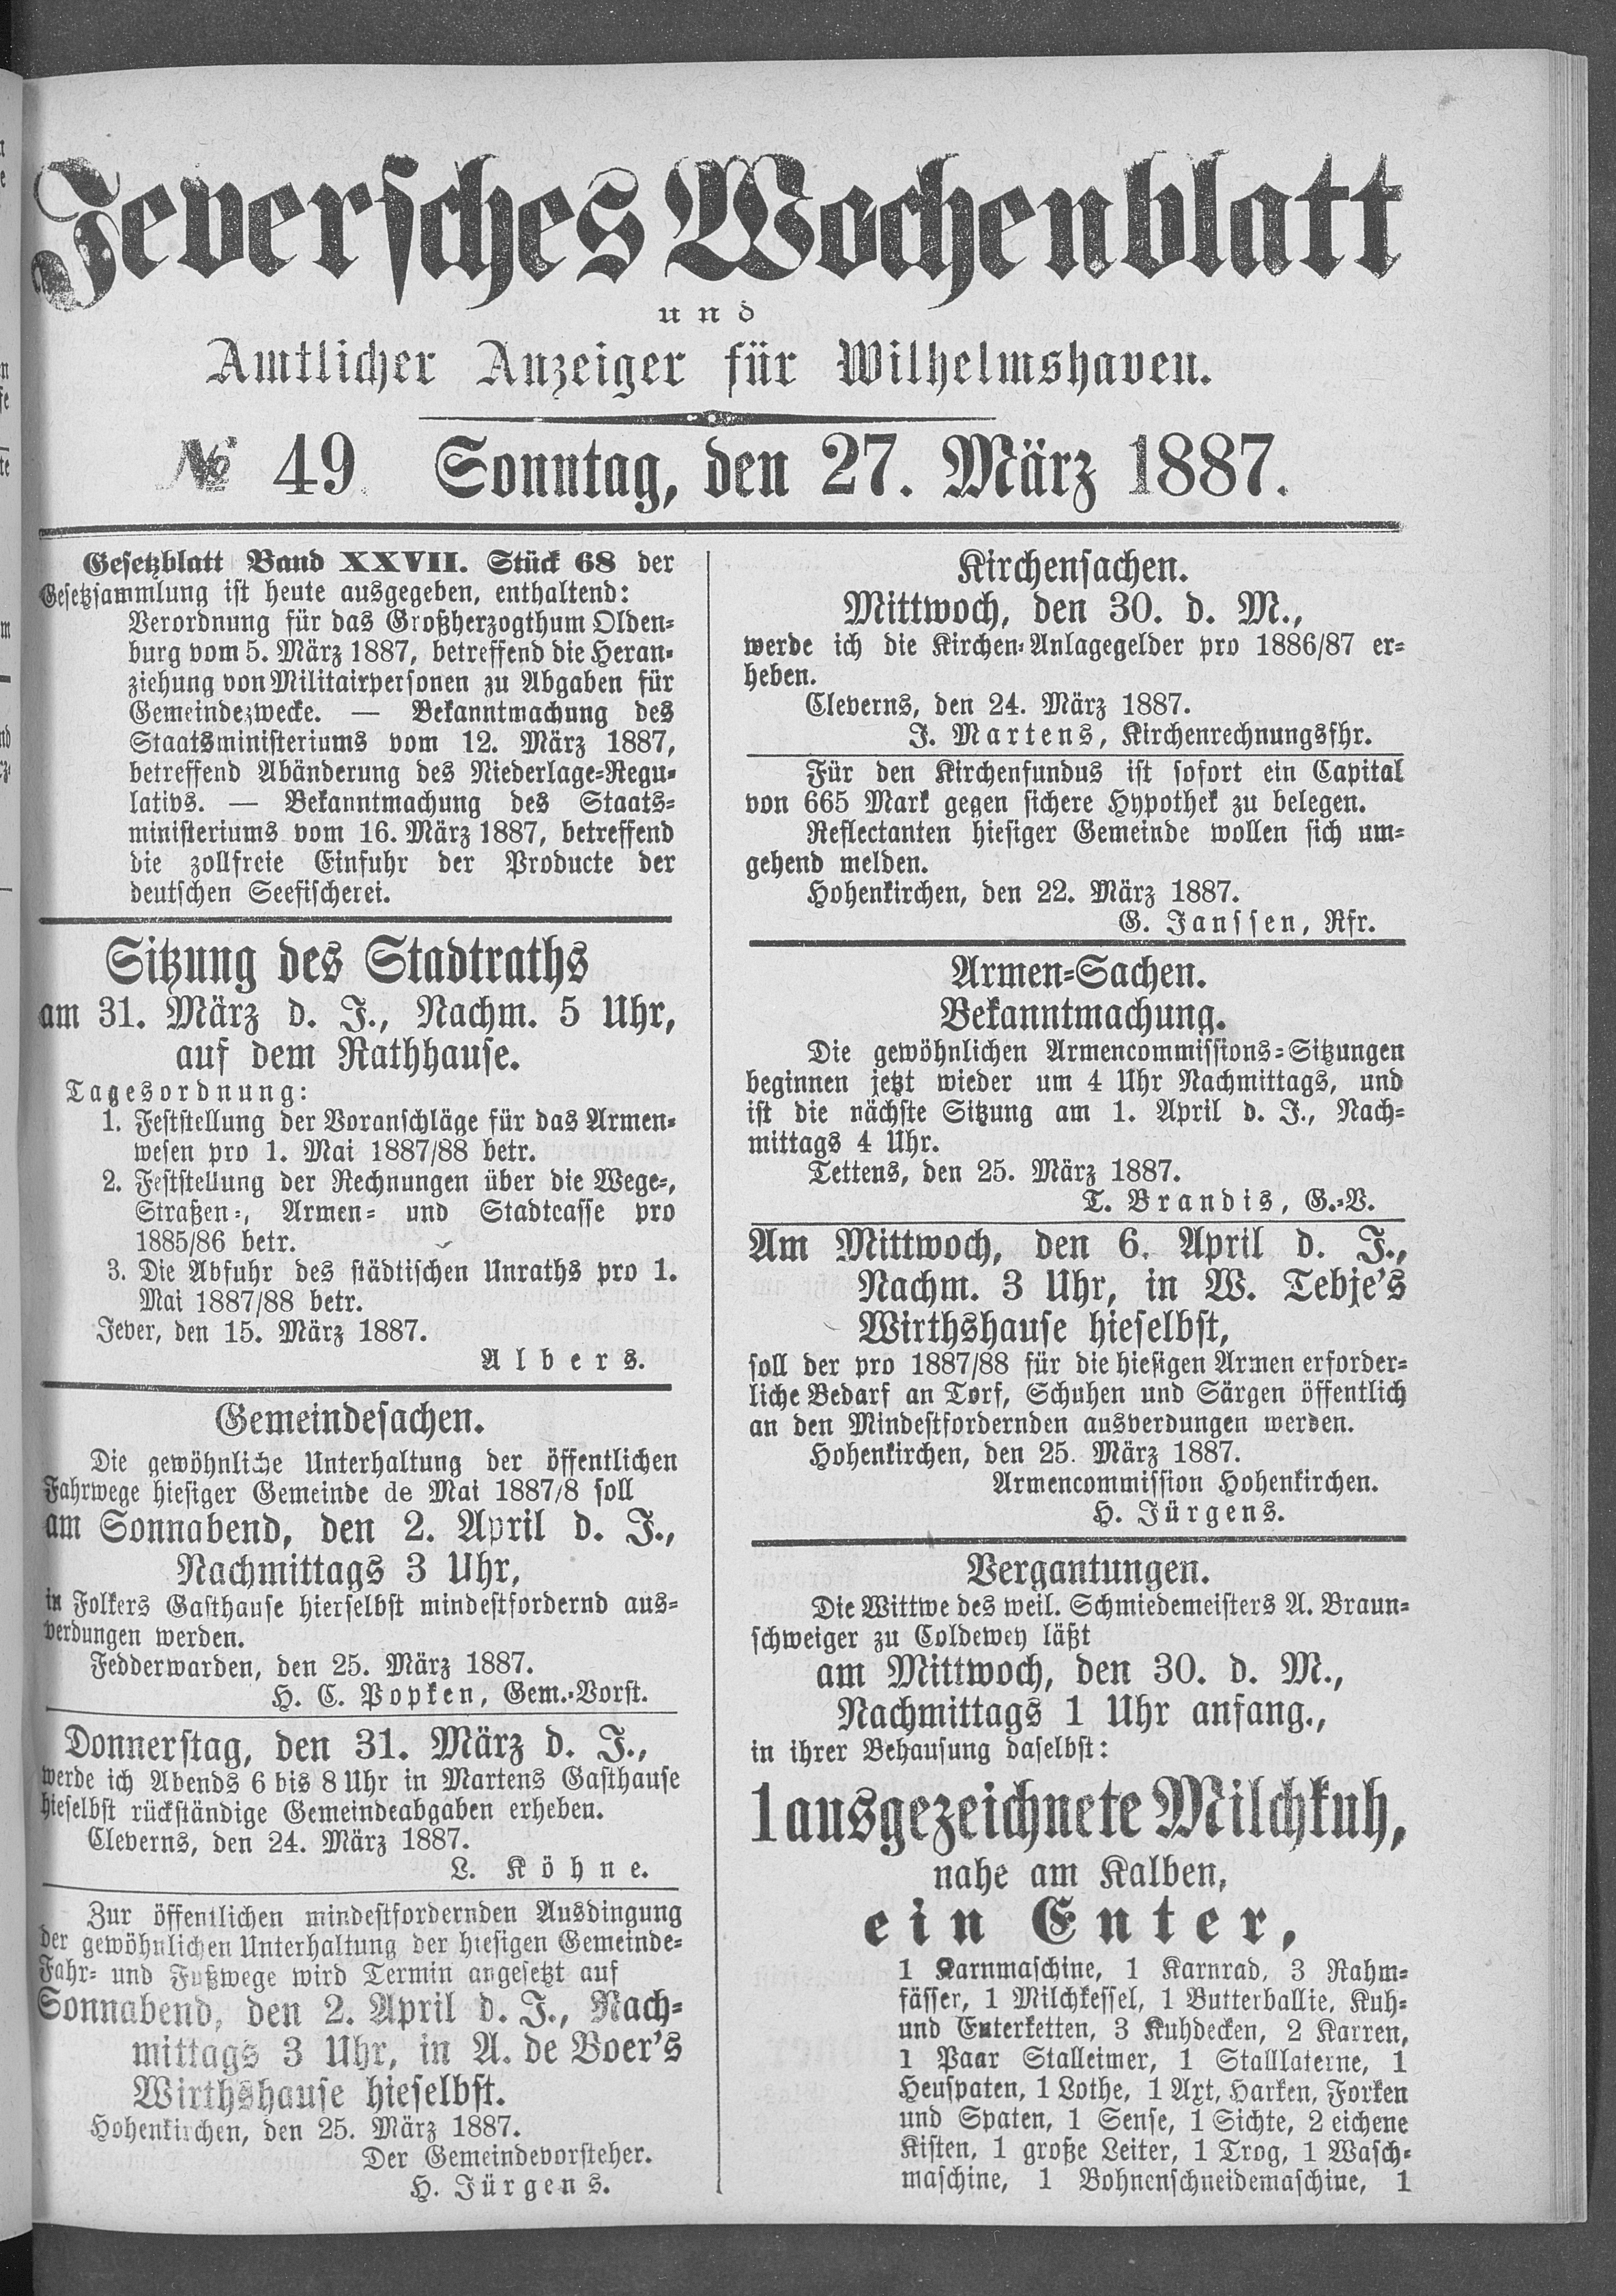 Jeversches Wochenblatt
und
Amtlicher Anzeiger für Wilhelmshaven.
№ 49. Sonntag, den 27. März 1887.
Gesetzblatt Band XXVII. Stück 68 der
Gesetzsammlung ist heute ausgegeben, enthaltend:
Verordnung für das Großherzogthum Olden-
burg vom 5. März 1887, betreffend die Heran-
ziehung von Militairpersonen zu Abgaben für
Gemeindezwecke. — Bekanntmachung des
Staatsministeriums vom 12. März 1887,
betreffend Abänderung des Niederlage-Regu-
lativs. — Bekanntmachung des Staats-
ministeriums vom 16. März 1887, betreffend
die zollfreie Einfuhr der Producte der
deutschen Seefischerei.
Sitzung des Stadtraths
am 31. März d. J., Nachm. 5 Uhr,
auf dem Rathhause.
Tagesordnung:
1. Feststellung der Voranschläge für das Armen-
wesen pro 1. Mai 1887/88 betr.
2. Feststellung der Rechnungen über die Wege-,
Straßen-, Armen- und Stadtcasse pro
1885/86 betr.
3. Die Abfuhr des städtischen Unraths pro 1.
Mai 1887/88 betr.
Jever, den 15. März 1887.
Albers.
Gemeindesachen.
Die gewöhnliche Unterhaltung der öffentlichen
Fahrwege hiesiger Gemeinde de Mai 1887/8 soll
am Sonnabend, den 2. April d. J.,
Nachmittags 3 Uhr,
in Folkers Gasthause hierselbst mindestfordernd aus-
verdungen werden.
Fedderwarden, den 25. März 1887.
H. C. Popken, Gem.-Vorst.
Donnerstag, den 31. März d. J.,
werde ich Abends 6 bis 8 Uhr in Martens Gasthause
hieselbst rückständige Gemeindeabgaben erheben.
Cleverns, den 24. März 1887.
L. Köhne.
Zur öffentlichen mindestfordernden Ausdingung
der gewöhnlichen Unterhaltung der hiesigen Gemeinde-
Fahr- und Fußwege wird Termin angesetzt auf
Sonnabend, den 2. April d. J., Nach-
mittags 3 Uhr, in A. de Boer's
Wirthshause hieselbst.
Hohenkirchen, den 25. März 1887.
Der Gemeindevorsteher.
H. Jürgens.
Kirchensachen.
Mittwoch, den 30. d. M.,
werde ich die Kirchen-Anlagegelder pro 1886/87 er-
heben.
Cleverns, den 24. März 1887.
J. Martens, Kirchenrechnungsfhr.
Für den Kirchenfundus ist sofort ein Capital
von 665 Mark gegen sichere Hypothek zu belegen.
Reflectanten hiesiger Gemeinde wollen sich um-
gehend melden.
Hohenkirchen, den 22. März 1887.
G. Janssen, Rfr.
Armen-Sachen.
Bekanntmachung.
Die gewöhnlichen Armencommissions-Sitzungen
beginnen jetzt wieder um 4 Uhr Nachmittags, und
ist die nächste Sitzung am 1. April d. J., Nach-
mittags 4 Uhr.
Tettens, den 25. März 1887.
T. Brandis, G.-V.
Am Mittwoch, den 6. April d. J.,
Nachm. 3 Uhr, in W. Tebje's
Wirthshause hieselbst,
soll der pro 1887/88 für die hiesigen Armen erforder-
liche Bedarf an Torf, Schuhen und Särgen öffentlich
an den Mindestfordernden ausverdungen werden.
Hohenkirchen, den 25. März 1887.
Armencommission Hohenkirchen.
H. Jürgens.
Vergantungen.
Die Wittwe des weil. Schmiedemeisters A. Braun-
schweiger zu Coldewey läßt
am Mittwoch, den 30. d. M.,
Nachmittags 1 Uhr anfang.,
in ihrer Behausung daselbst:
1 ausgezeichnete Milchkuh,
nahe am Kalben,
ein Enter,
1 Karnmaschine, 1 Karnrad, 3 Rahm-
fässer, 1 Milchkessel, 1 Butterballie, Kuh-
und Enterketten, 3 Kuhdecken, 2 Karren,
1 Paar Stalleimer, 1 Stalllaterne, 1
Heuspaten, 1 Lothe, 1 Axt, Harken, Forken
und Spaten, 1 Sense, 1 Sichte, 2 eichene
Kisten, 1 große Leiter, 1 Trog, 1 Wasch-
maschine, 1 Bohnenschneidemaschine, 1